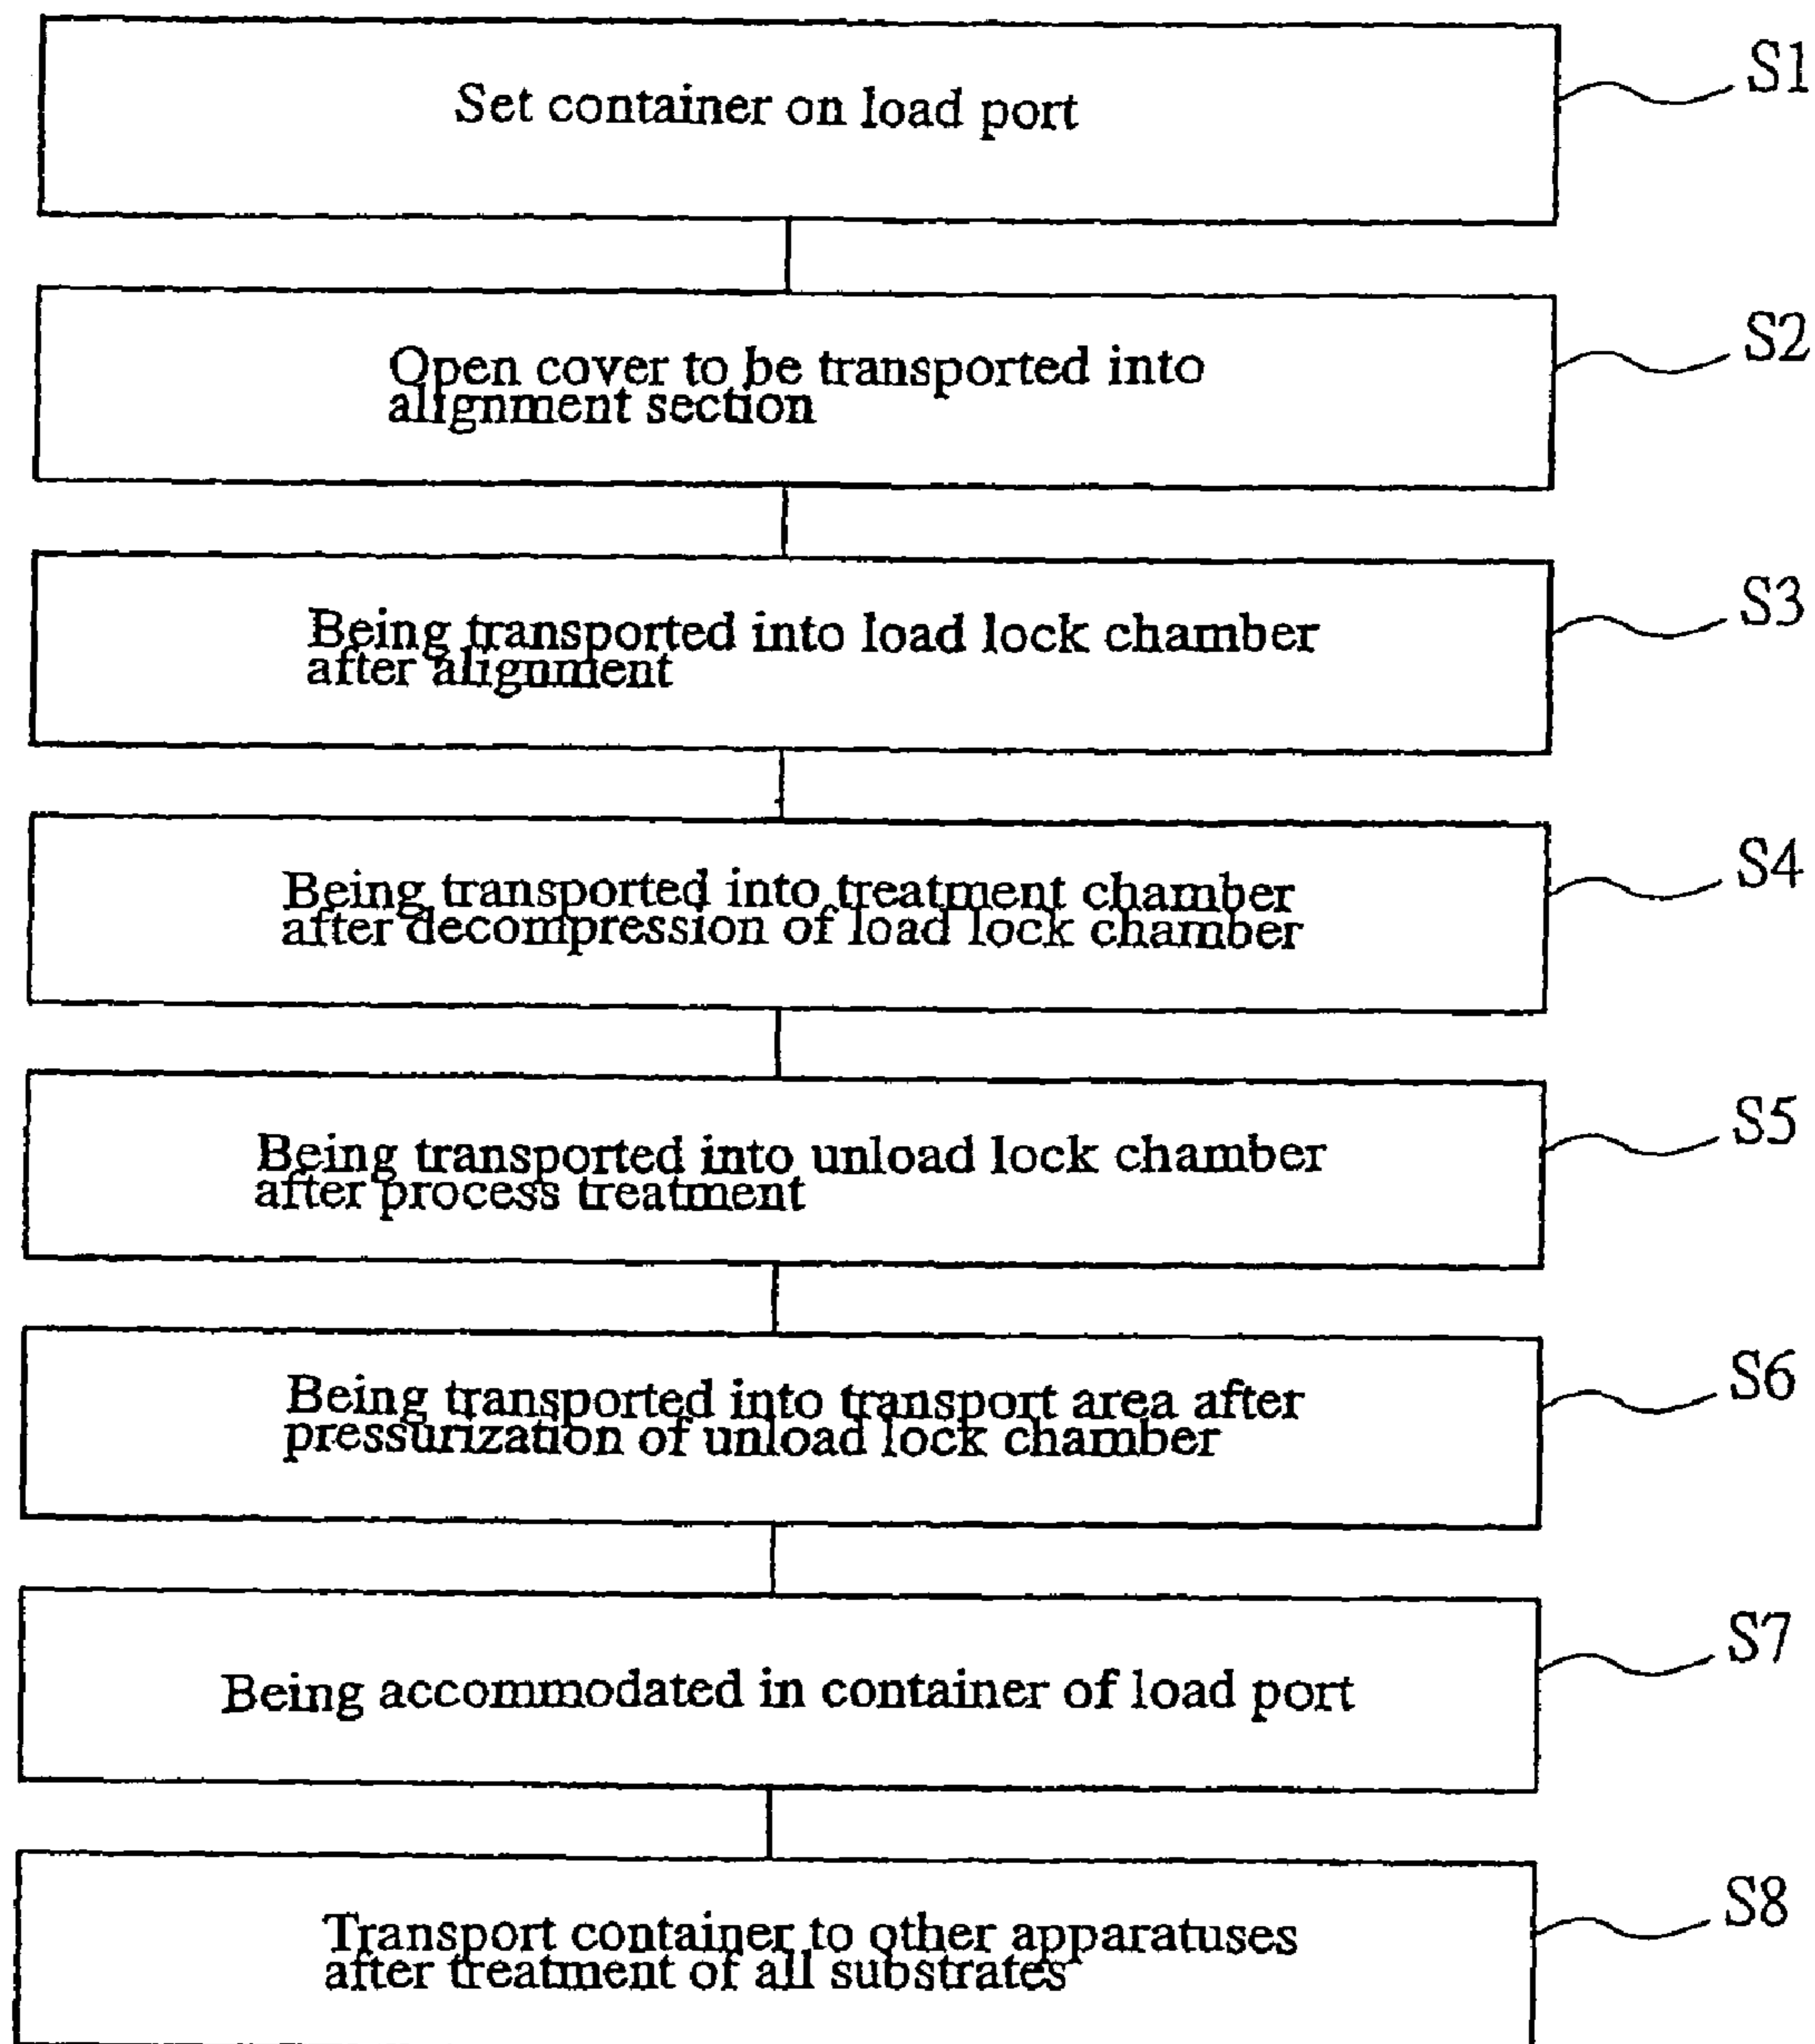 Set container on load port
S1
Open cover to be transported into
alignment section
S2
Being transported into load lock chamber
after alignment
S3
Being transported into treatment chamber
after decompression of load lock chamber
S4
Being transported into unload lock chamber
after process treatment
S5
Being transported into transport area after
pressurization of unload lock chamber
S6
Being accommodated in container of load port
S7
Transport container to other apparatuses
after treatment of all substrates
S8